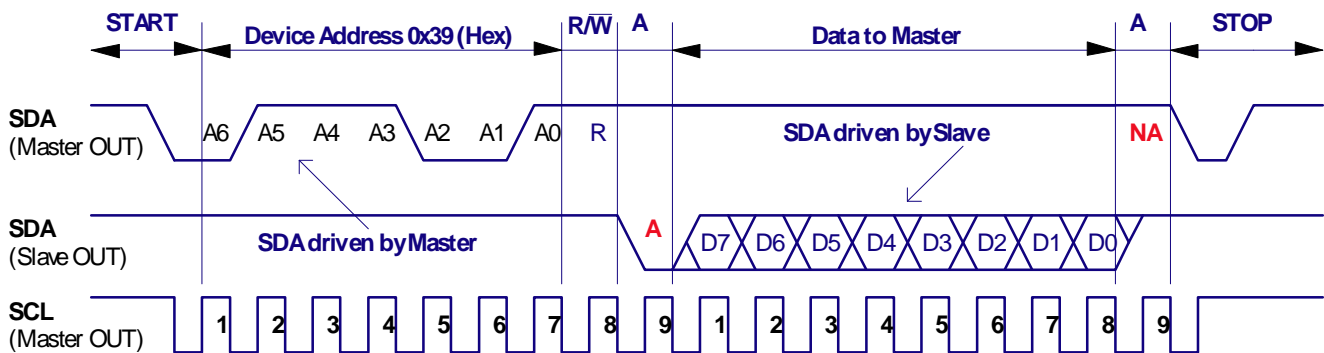 START Device Address 0x39 (Hex) R/W̅ A Data to Master A STOP
SDA
(Master OUT)
A6 A5 A4 A3 A2 A1 A0 R SDA driven by Slave NA
SDA driven by Master
SDA
(Slave OUT)
A D7 D6 D5 D4 D3 D2 D1 D0
SCL
(Master OUT)
1 2 3 4 5 6 7 8 9 1 2 3 4 5 6 7 8 9